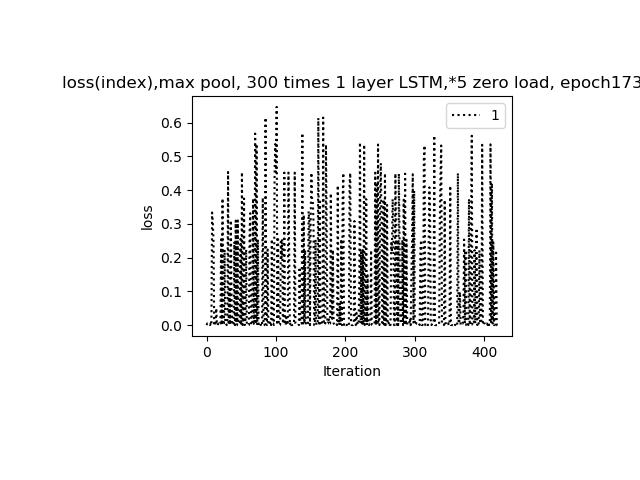 loss(index),max pool, 300 times 1 layer LSTM,*5 zero load, epoch173
1
0.6
0.5
0.4
0.3
0.2
0.1
0.0
loss
0 100 200 300 400
Iteration